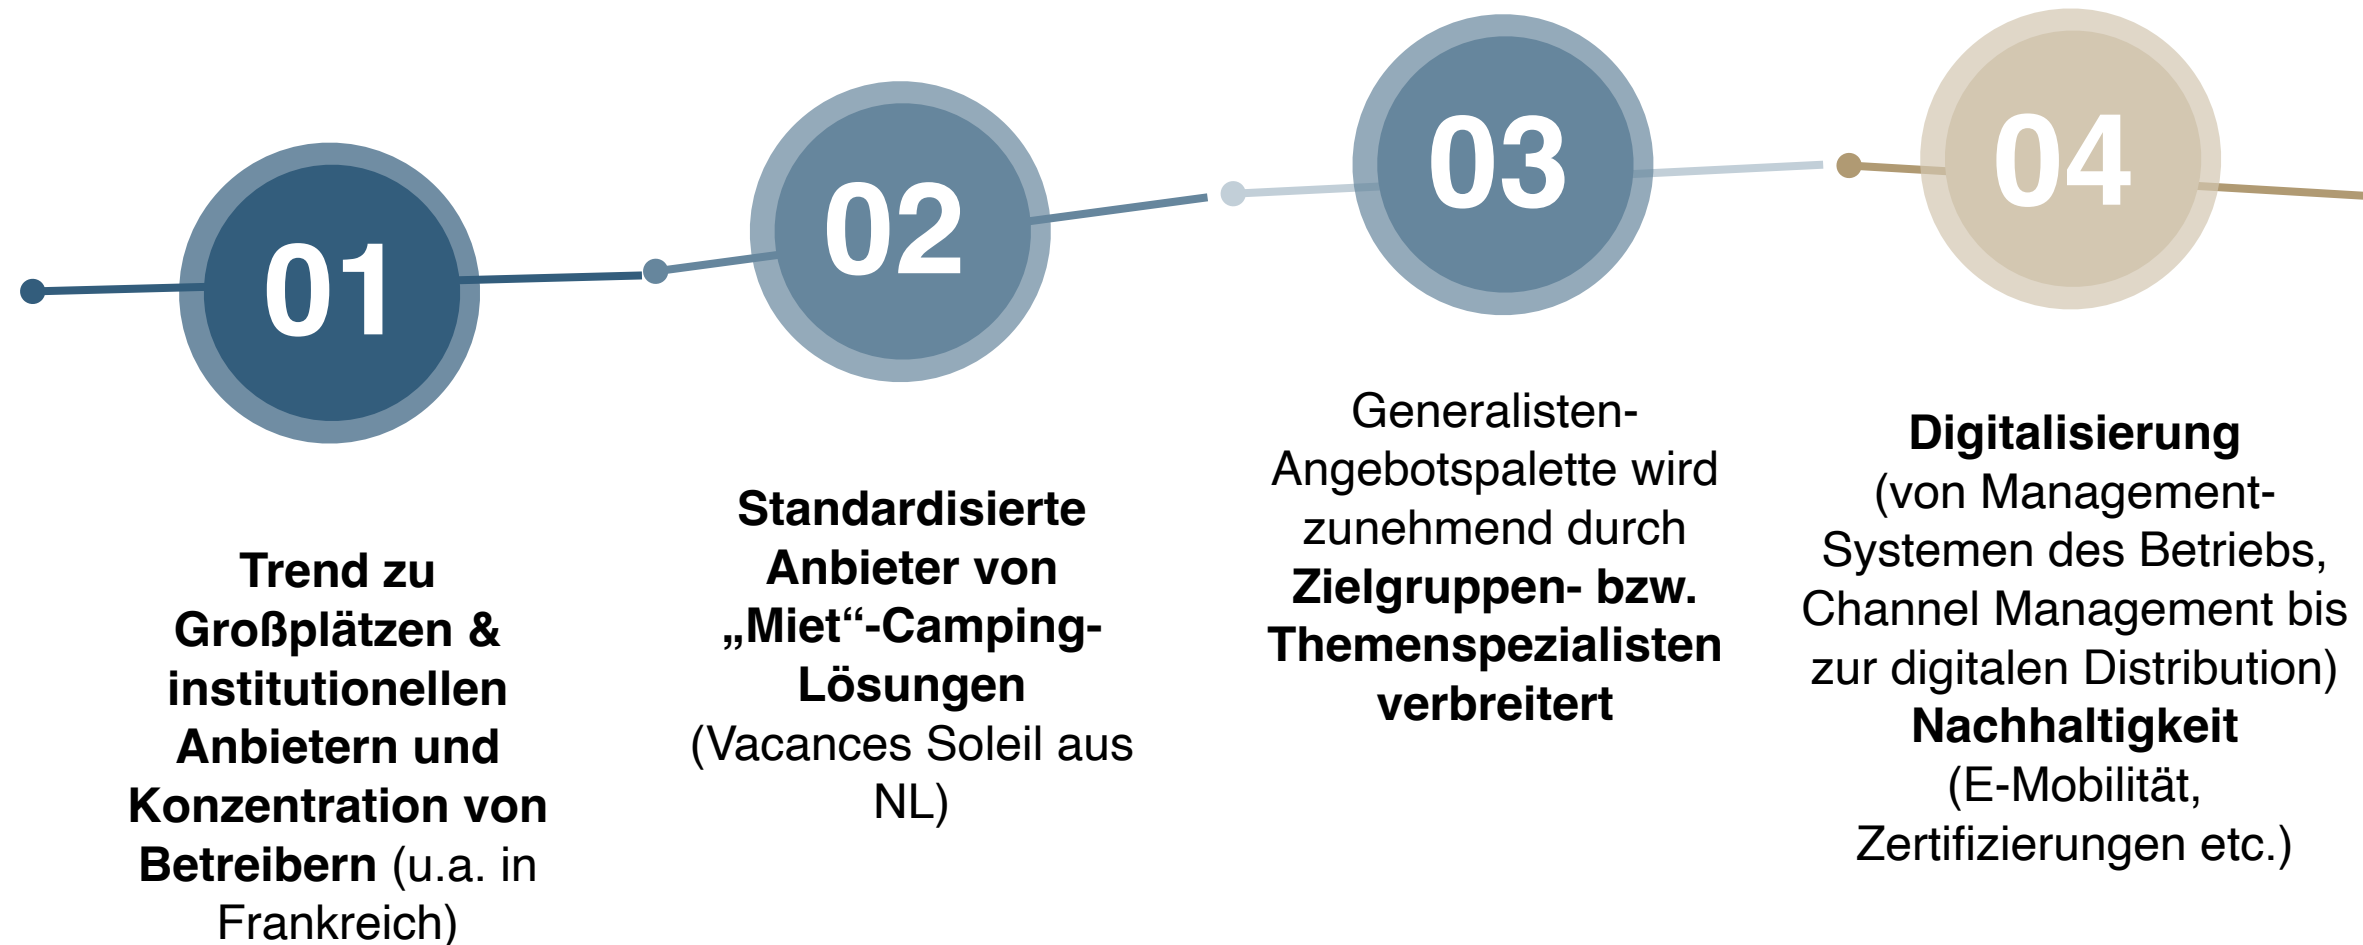 01
Trend zu
Großplätzen &
institutionellen
Anbietern und
Konzentration von
Betreibern (u.a. in
Frankreich)
02
Standardisierte
Anbieter von
„Miet“-Camping-
Lösungen
(Vacances Soleil aus
NL)
03
Generalisten-
Angebotspalette wird
zunehmend durch
Zielgruppen- bzw.
Themenspezialisten
verbreitert
04
Digitalisierung
(von Management-
Systemen des Betriebs,
Channel Management bis
zur digitalen Distribution)
Nachhaltigkeit
(E-Mobilität,
Zertifizierungen etc.)